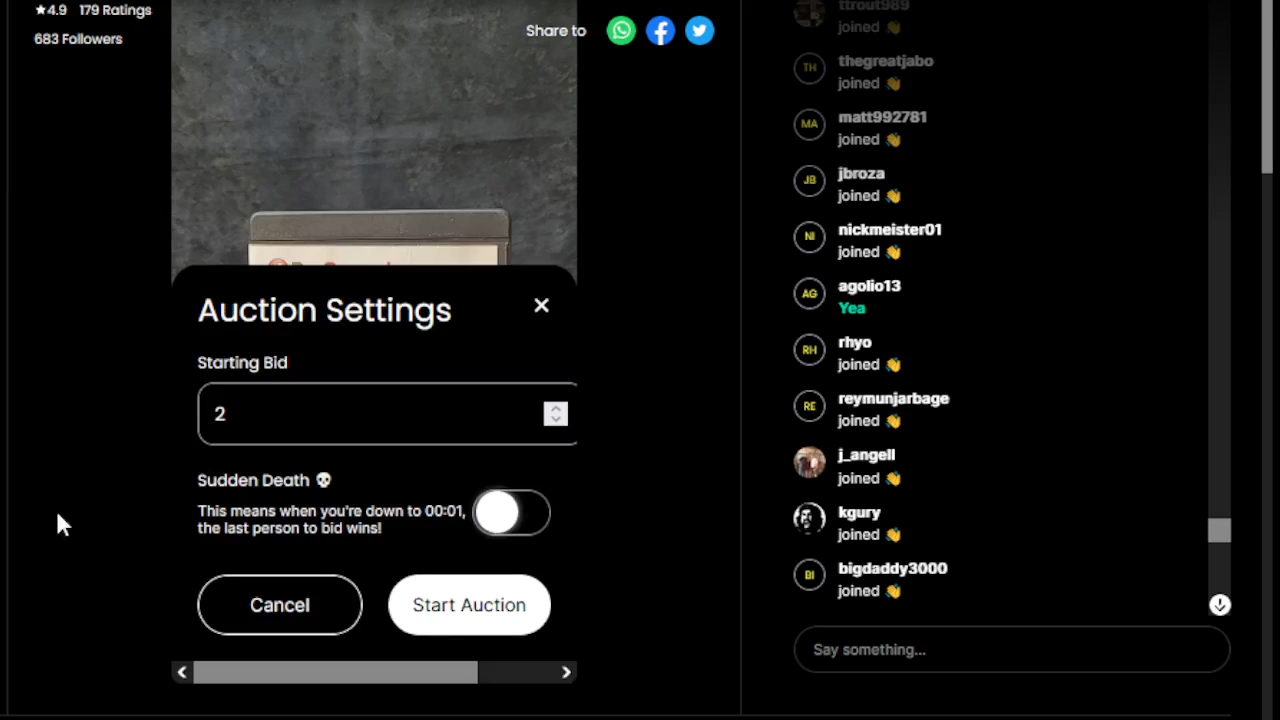 ★4.9 179 Ratings
683 Followers
Share to
Auction Settings
Starting Bid
2
Sudden Death 💀
This means when you're down to 00:01,
the last person to bid wins!
Cancel
Start Auction
ttrout989
joined 👋
TH
thegreatjabo
joined 👋
MA
matt992781
joined 👋
JB
jbroza
joined 👋
NI
nickmeister01
joined 👋
AG
agolio13
Yea
RH
rhyo
joined 👋
RE
reymunjarbage
joined 👋
j_angell
joined 👋
kgury
joined 👋
BI
bigdaddy3000
joined 👋
Say something...